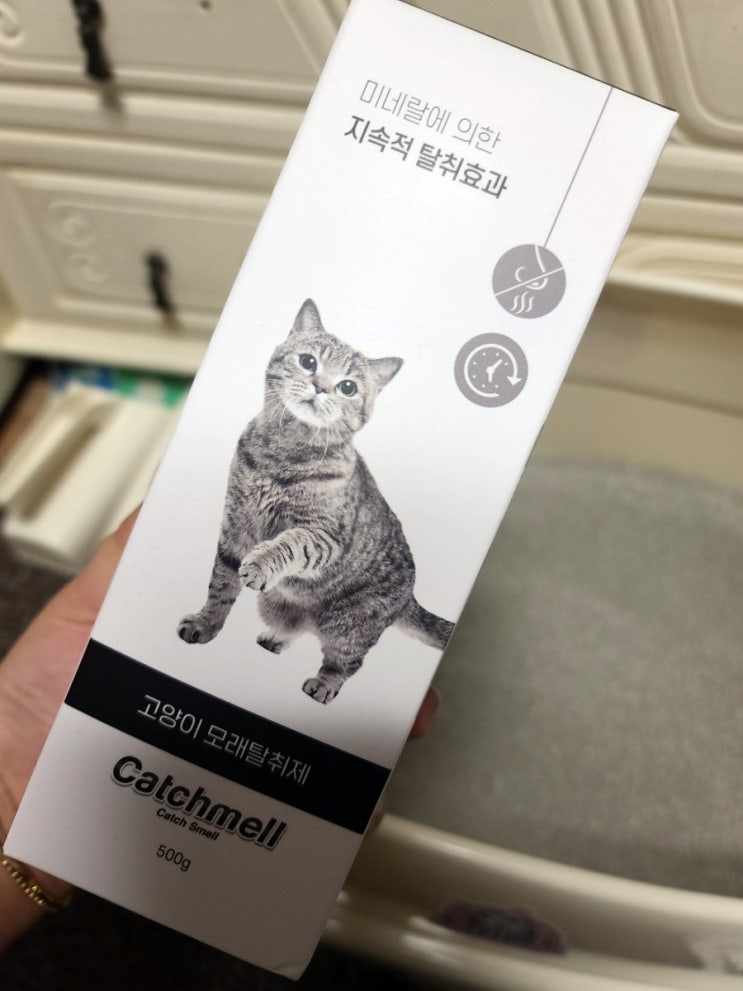 미네랄에 의한
지속적 탈취효과
고양이 모래탈취제
Catchmell
Catch Smell
500g